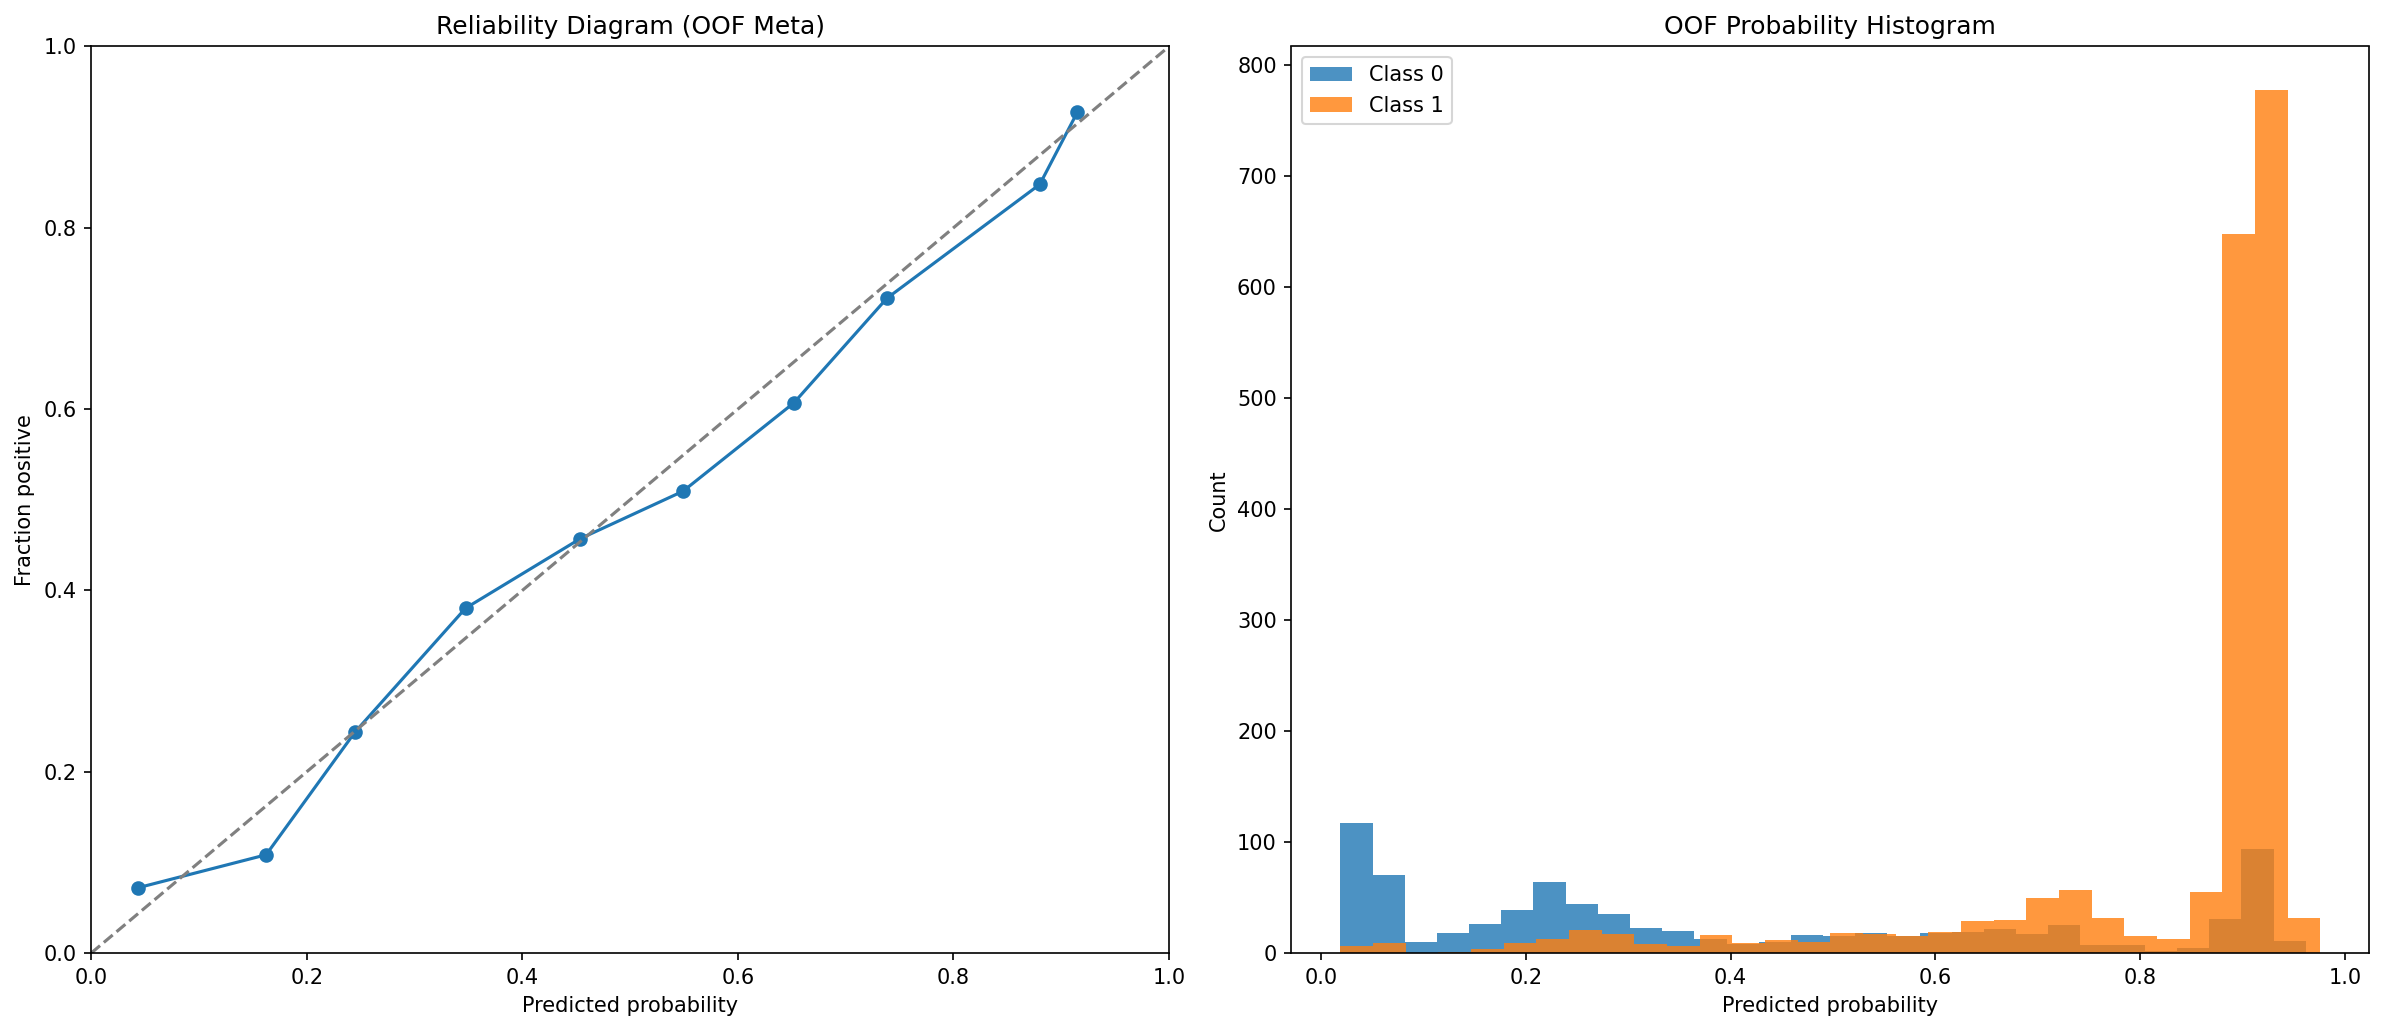 Reliability Diagram (OOF Meta)
1.0
0.8
0.6
0.4
0.2
0.0
Fraction positive
0.0 0.2 0.4 0.6 0.8 1.0
Predicted probability
OOF Probability Histogram
Class 0
Class 1
800
700
600
500
400
300
200
100
0
Count
0.0 0.2 0.4 0.6 0.8 1.0
Predicted probability